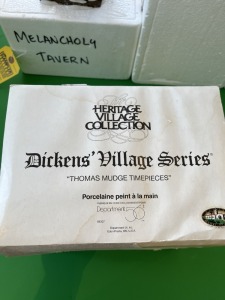 MELANCHOLY
TAVERN
HERITAGE
VILLAGE
COLLECTION
Dickens' Village Series
"THOMAS MUDGE TIMEPIECES"
Porcelaine peint à la main
Department 56